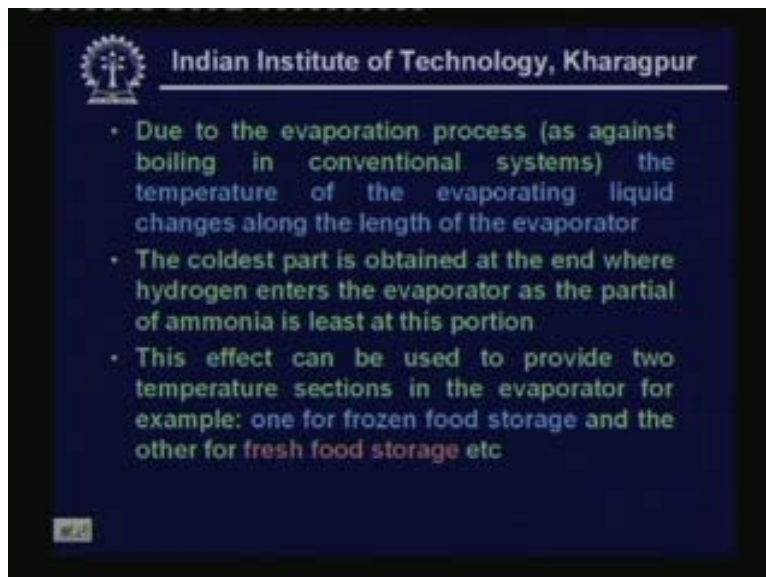 Indian Institute of Technology, Kharagpur
• Due to the evaporation process (as against
boiling in conventional systems) the
temperature of the evaporating liquid
changes along the length of the evaporator
• The coldest part is obtained at the end where
hydrogen enters the evaporator as the partial
of ammonia is least at this portion
• This effect can be used to provide two
temperature sections in the evaporator for
example: one for frozen food storage and the
other for fresh food storage etc